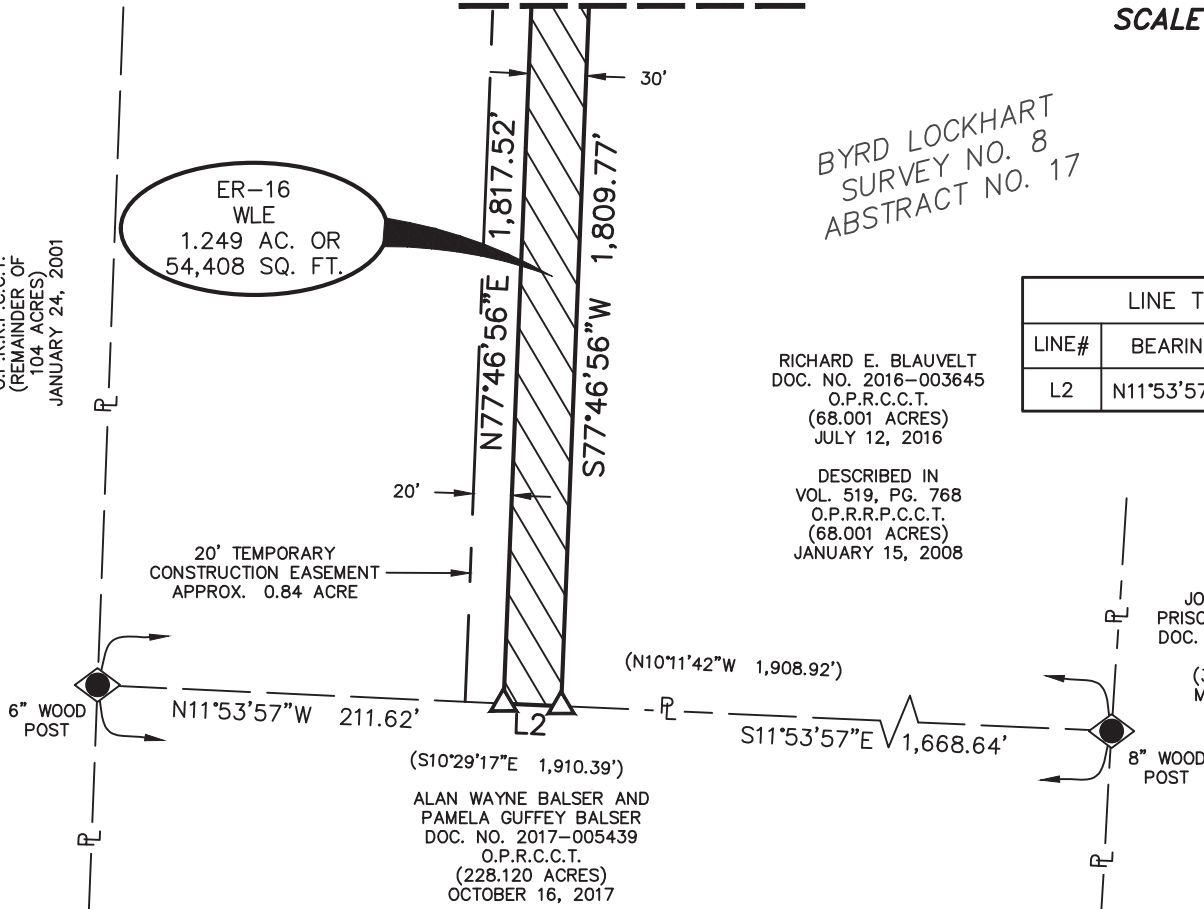 SCALE
30'
BYRD LOCKHART
SURVEY NO. 8
ABSTRACT NO. 17
N77°46'56"E 1,817.52'
S77°46'56"W 1,809.77'
ER-16
WLE
1.249 AC. OR
54,408 SQ. FT.
(REMAINDER OF
104 ACRES)
JANUARY 24, 2001
PL
LINE T
LINE# BEARIN
L2 N11°53'57
RICHARD E. BLAUVELT
DOC. NO. 2016-003645
O.P.R.C.C.T.
(68.001 ACRES)
JULY 12, 2016
DESCRIBED IN
VOL. 519, PG. 768
O.P.R.R.P.C.C.T.
(68.001 ACRES)
JANUARY 15, 2008
20'
20' TEMPORARY
CONSTRUCTION EASEMENT
APPROX. 0.84 ACRE
PL
JO
PRISC
DOC.
(3
M
(N10°11'42"W 1,908.92')
6" WOOD
POST
N11°53'57"W 211.62'
L2
PL
S11°53'57"E 1,668.64'
8" WOOD
POST
(S10°29'17"E 1,910.39')
ALAN WAYNE BALSER AND
PAMELA GUFFEY BALSER
DOC. NO. 2017-005439
O.P.R.C.C.T.
(228.120 ACRES)
OCTOBER 16, 2017
PL
PL